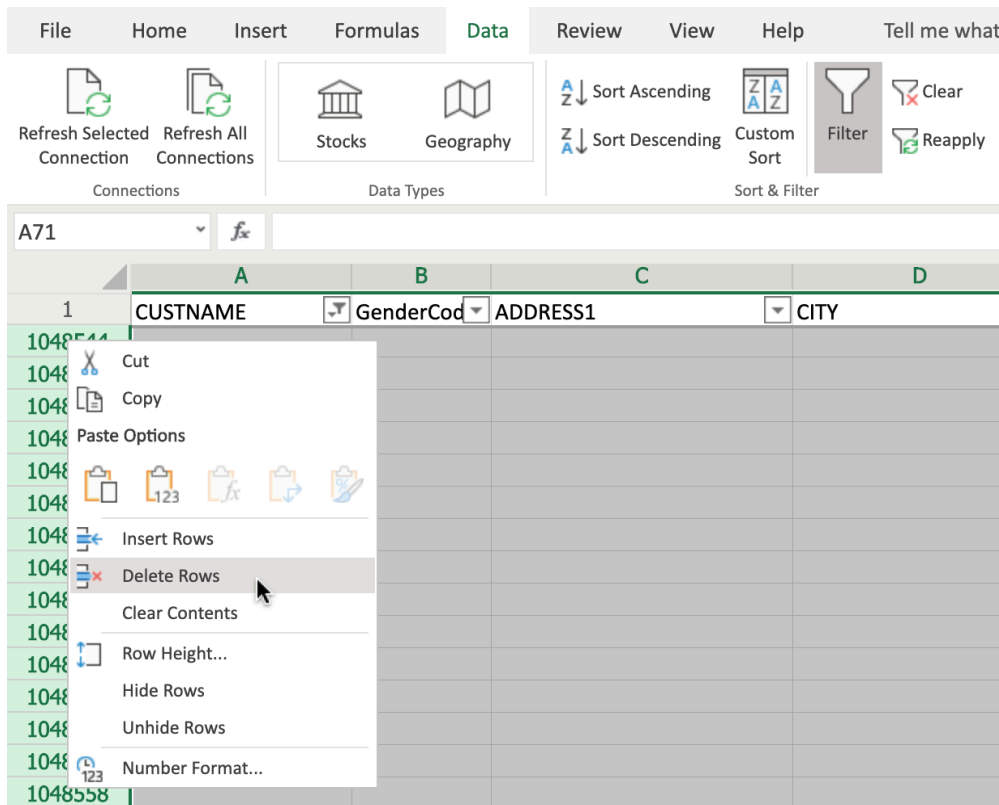 File Home Insert Formulas Data Review View Help Tell me what
Refresh Selected Connection
Refresh All Connections
Connections
Stocks
Geography
Data Types
Sort Ascending
Sort Descending
Custom Sort
Filter
Clear
Reapply
Sort & Filter
A71
fx
A B C D
1 CUSTNAME GenderCod ADDRESS1 CITY
Cut
Copy
Paste Options
123
fx
%
Insert Rows
Delete Rows
Clear Contents
Row Height...
Hide Rows
Unhide Rows
123 Number Format...
1048558